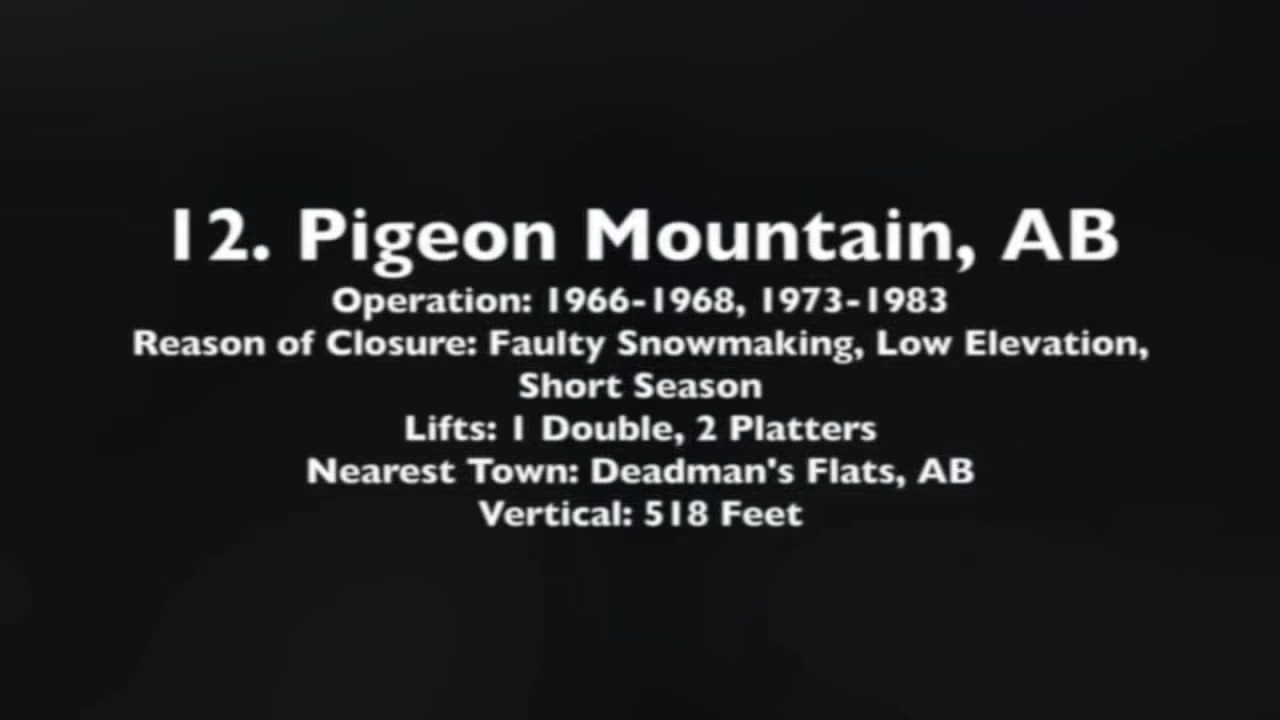 12. Pigeon Mountain, AB
Operation: 1966-1968, 1973-1983
Reason of Closure: Faulty Snowmaking, Low Elevation,
Short Season
Lifts: 1 Double, 2 Platters
Nearest Town: Deadman's Flats, AB
Vertical: 518 Feet